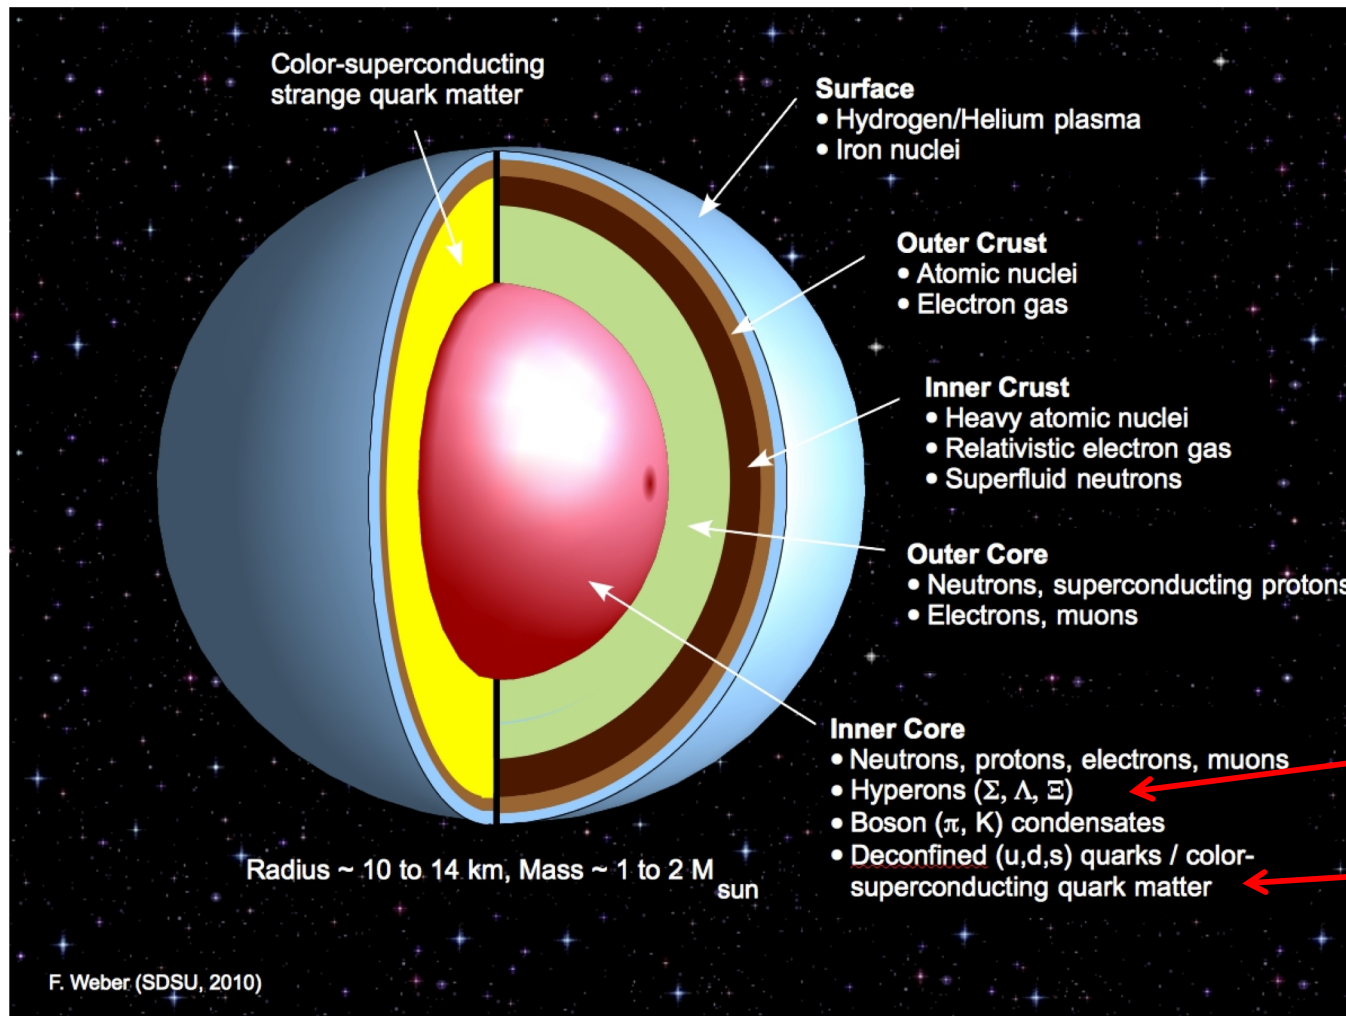 Color-superconducting
strange quark matter
Surface
• Hydrogen/Helium plasma
• Iron nuclei
Outer Crust
• Atomic nuclei
• Electron gas
Inner Crust
• Heavy atomic nuclei
• Relativistic electron gas
• Superfluid neutrons
Outer Core
• Neutrons, superconducting protons
• Electrons, muons
Inner Core
• Neutrons, protons, electrons, muons
• Hyperons (Σ, Λ, Ξ)
• Boson (π, K) condensates
• Deconfined (u,d,s) quarks / color-
superconducting quark matter
Radius ~ 10 to 14 km, Mass ~ 1 to 2 M sun
F. Weber (SDSU, 2010)